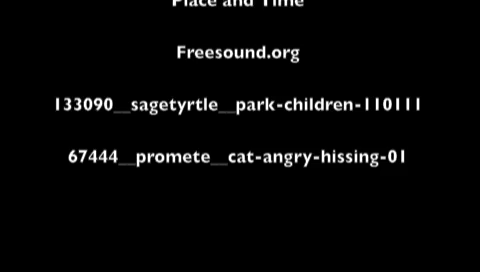 Place and Time
Freesound.org
133090__sagetyrtle__park-children-110111
67444__promete__cat-angry-hissing-01